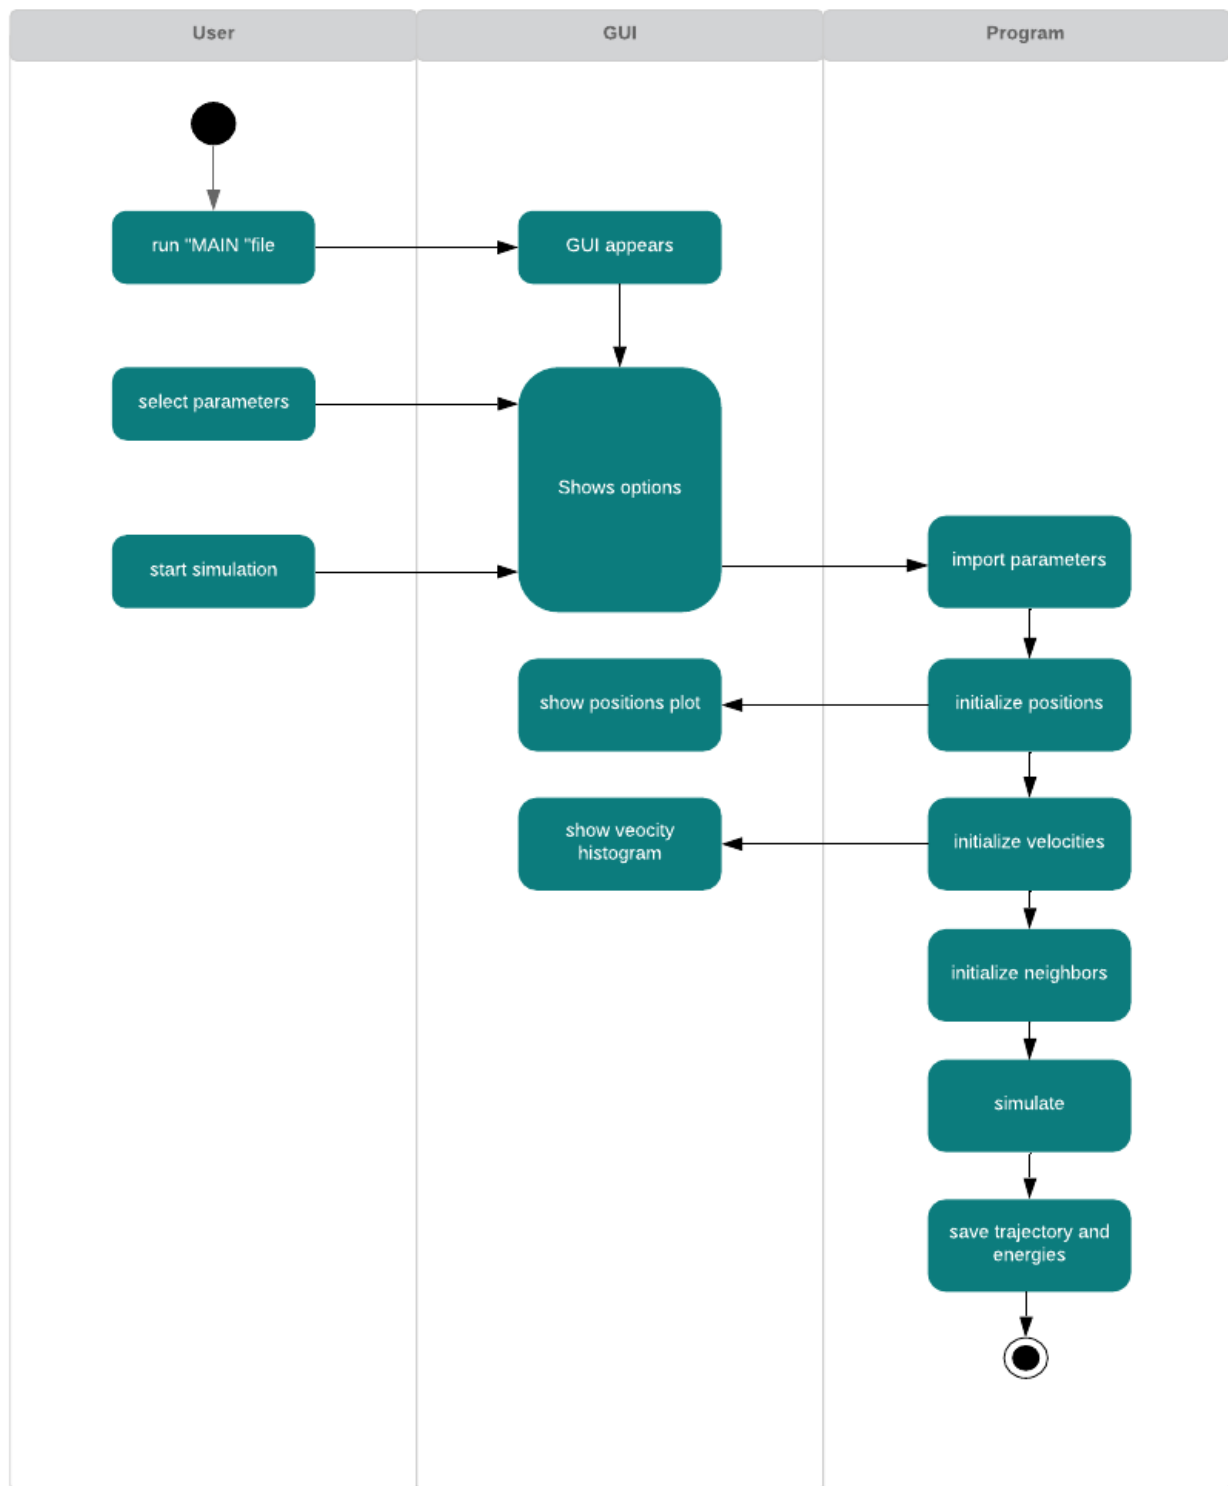 User
GUI
Program
run "MAIN "file
GUI appears
select parameters
Shows options
start simulation
import parameters
show positions plot
initialize positions
show veocity
histogram
initialize velocities
initialize neighbors
simulate
save trajectory and
energies